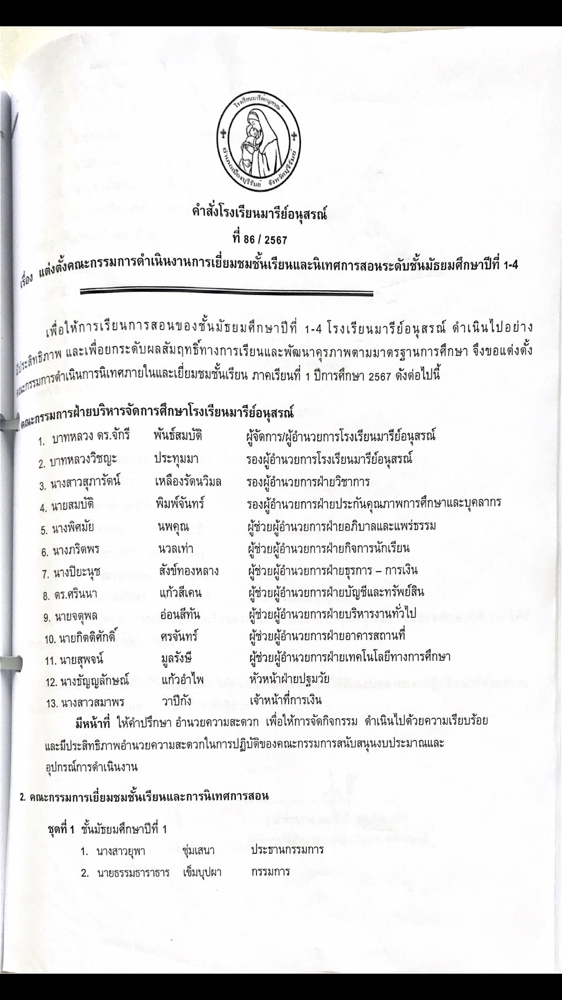 โรงเรียนมารีย์อนุสรณ์
อำเภอเมืองบุรีรัมย์ จังหวัดบุรีรัมย์
คำสั่งโรงเรียนมารีย์อนุสรณ์
ที่ 86 / 2567
เรื่อง แต่งตั้งคณะกรรมการดำเนินงานการเยี่ยมชมชั้นเรียนและนิเทศการสอนระดับชั้นมัธยมศึกษาปีที่ 1-4
เพื่อให้การเรียนการสอนของชั้นมัธยมศึกษาปีที่ 1-4 โรงเรียนมารีย์อนุสรณ์ ดำเนินไปอย่าง
มีประสิทธิภาพ และเพื่อยกระดับผลสัมฤทธิ์ทางการเรียนและพัฒนาคุรภาพตามมาตรฐานการศึกษา จึงขอแต่งตั้ง
คณะกรรมการดำเนินการนิเทศภายในและเยี่ยมชมชั้นเรียน ภาคเรียนที่ 1 ปีการศึกษา 2567 ดังต่อไปนี้
คณะกรรมการฝ่ายบริหารจัดการศึกษาโรงเรียนมารีย์อนุสรณ์
1. บาทหลวง ดร.จักรี พันธ์สมบัติ ผู้จัดการ/ผู้อำนวยการโรงเรียนมารีย์อนุสรณ์
2. บาทหลวงวิชญะ ประทุมมา รองผู้อำนวยการโรงเรียนมารีย์อนุสรณ์
3. นางสาวสุภารัตน์ เหลืองรัตนวิมล รองผู้อำนวยการฝ่ายวิชาการ
4. นายสมบัติ พิมพ์จันทร์ รองผู้อำนวยการฝ่ายประกันคุณภาพการศึกษาและบุคลากร
5. นางพิศมัย นพคุณ ผู้ช่วยผู้อำนวยการฝ่ายอภิบาลและแพร่ธรรม
6. นางภริตพร นวลเท่า ผู้ช่วยผู้อำนวยการฝ่ายกิจการนักเรียน
7. นางปิยะนุช สังข์ทองหลาง ผู้ช่วยผู้อำนวยการฝ่ายธุรการ – การเงิน
8. ดร.ศรินนา แก้วสีเคน ผู้ช่วยผู้อำนวยการฝ่ายบัญชีและทรัพย์สิน
9. นายจตุพล อ่อนสีทัน ผู้ช่วยผู้อำนวยการฝ่ายบริหารงานทั่วไป
10. นายกิตติศักดิ์ ศรจันทร์ ผู้ช่วยผู้อำนวยการฝ่ายอาคารสถานที่
11. นายสุพจน์ มูลรังษี ผู้ช่วยผู้อำนวยการฝ่ายเทคโนโลยีทางการศึกษา
12. นางธัญญลักษณ์ แก้วอำไพ หัวหน้าฝ่ายปฐมวัย
13. นางสาวสมาพร วาปีกัง เจ้าหน้าที่การเงิน
มีหน้าที่ ให้คำปรึกษา อำนวยความสะดวก เพื่อให้การจัดกิจกรรม ดำเนินไปด้วยความเรียบร้อย
และมีประสิทธิภาพอำนวยความสะดวกในการปฏิบัติของคณะกรรมการสนับสนุนงบประมาณและ
อุปกรณ์การดำเนินงาน
2. คณะกรรมการเยี่ยมชมชั้นเรียนและการนิเทศการสอน
ชุดที่ 1 ชั้นมัธยมศึกษาปีที่ 1
1. นางสาวยุพา ชุ่มเสนา ประธานกรรมการ
2. นายธรรมธาราธาร เข็มบุปผา กรรมการ